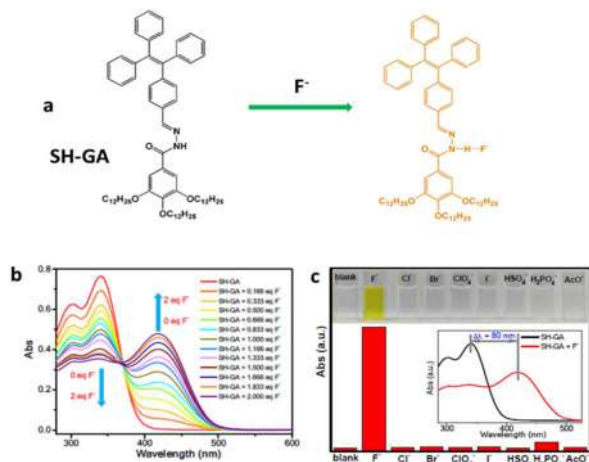 a
SH-GA
F⁻
N
O
NH
C₁₂H₂₅O
OC₁₂H₂₅
OC₁₂H₂₅
N
O
N-H-F⁻
C₁₂H₂₅O
OC₁₂H₂₅
OC₁₂H₂₅
b
Abs
0.8
0.6
0.4
0.2
0.0
300
400
500
600
Wavelength (nm)
2 eq F⁻
0 eq F⁻
0 eq F⁻
2 eq F⁻
SH-GA
SH-GA + 0.166 eq F⁻
SH-GA + 0.333 eq F⁻
SH-GA + 0.500 eq F⁻
SH-GA + 0.666 eq F⁻
SH-GA + 0.833 eq F⁻
SH-GA + 1.000 eq F⁻
SH-GA + 1.166 eq F⁻
SH-GA + 1.333 eq F⁻
SH-GA + 1.500 eq F⁻
SH-GA + 1.666 eq F⁻
SH-GA + 1.833 eq F⁻
SH-GA + 2.000 eq F⁻
c
blank F⁻ Cl⁻ Br⁻ ClO₄⁻ I⁻ HSO₄⁻ H₂PO₄⁻ AcO⁻
Abs (a.u.)
Δλ = 80 nm
SH-GA
SH-GA + F⁻
Abs (a.u.)
300 400 500
Wavelength (nm)
blank F⁻ Cl⁻ Br⁻ ClO₄⁻ I⁻ HSO₄⁻ H₂PO₄⁻ AcO⁻